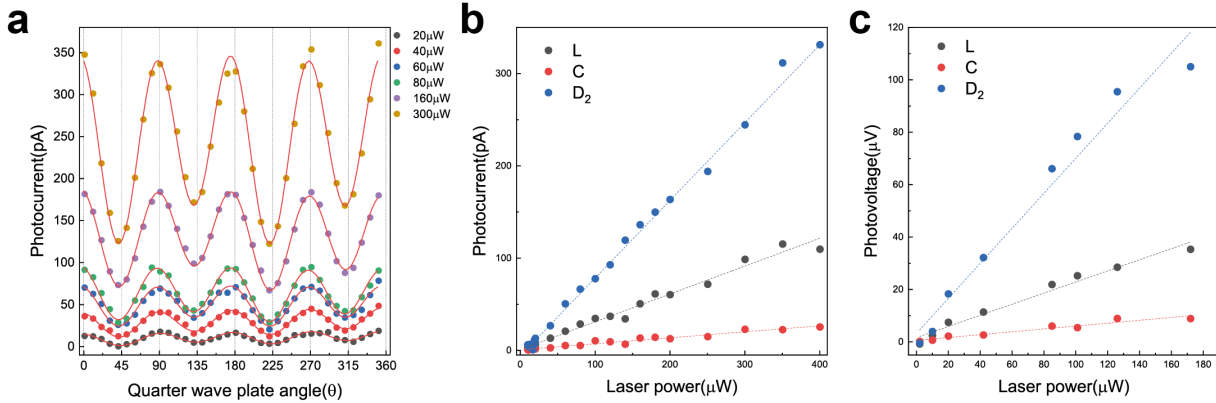 a
350
300
250
200
150
100
50
0
Photocurrent(pA)
0 45 90 135 180 225 270 315 360
Quarter wave plate angle(θ)
20μW
40μW
60μW
80μW
160μW
300μW
b
300
200
100
0
Photocurrent(pA)
0 100 200 300 400
Laser power(μW)
L
C
D₂
c
120
100
80
60
40
20
0
Photovoltage(μV)
0 20 40 60 80 100 120 140 160 180
Laser power(μW)
L
C
D₂